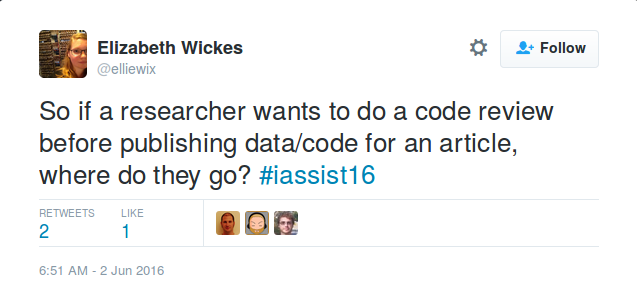 Elizabeth Wickes
@elliewix
Follow
So if a researcher wants to do a code review
before publishing data/code for an article,
where do they go? #iassist16
RETWEETS LIKE
2 1
6:51 AM - 2 Jun 2016